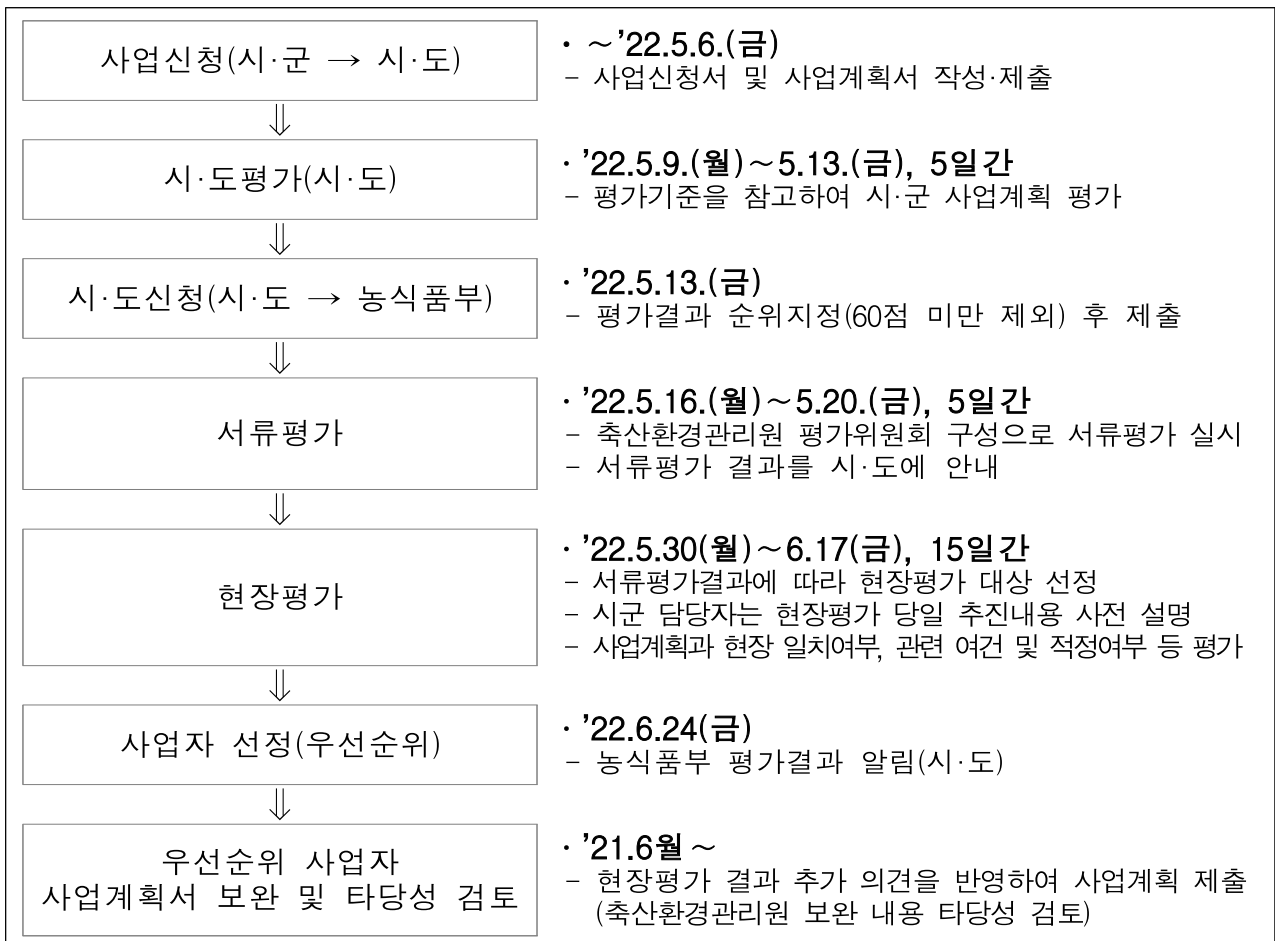 사업신청(시·군 → 시·도)
· ~’22.5.6.(금)
- 사업신청서 및 사업계획서 작성·제출
⇓
시·도평가(시·도)
· ’22.5.9.(월)~5.13.(금), 5일간
- 평가기준을 참고하여 시·군 사업계획 평가
⇓
시·도신청(시·도 → 농식품부)
· ’22.5.13.(금)
- 평가결과 순위지정(60점 미만 제외) 후 제출
⇓
서류평가
· ’22.5.16.(월)~5.20.(금), 5일간
- 축산환경관리원 평가위원회 구성으로 서류평가 실시
- 서류평가 결과를 시·도에 안내
⇓
현장평가
· ’22.5.30(월)~6.17(금), 15일간
- 서류평가결과에 따라 현장평가 대상 선정
- 시군 담당자는 현장평가 당일 추진내용 사전 설명
- 사업계획과 현장 일치여부, 관련 여건 및 적정여부 등 평가
⇓
사업자 선정(우선순위)
· ’22.6.24(금)
- 농식품부 평가결과 알림(시·도)
⇓
우선순위 사업자
사업계획서 보완 및 타당성 검토
· ’21.6월~
- 현장평가 결과 추가 의견을 반영하여 사업계획 제출
(축산환경관리원 보완 내용 타당성 검토)